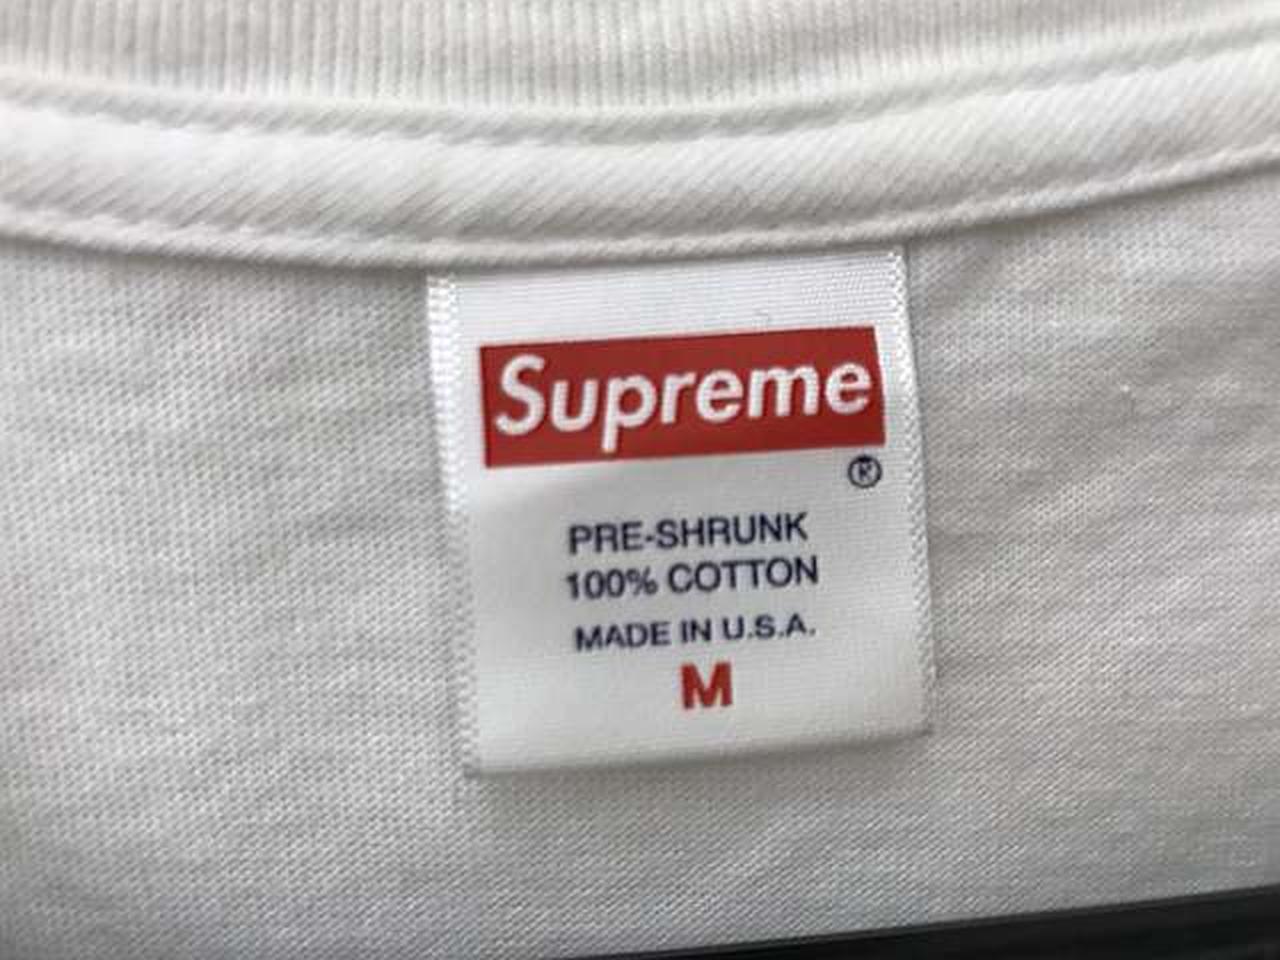 Supreme
®
PRE-SHRUNK
100% COTTON
MADE IN U.S.A.
M